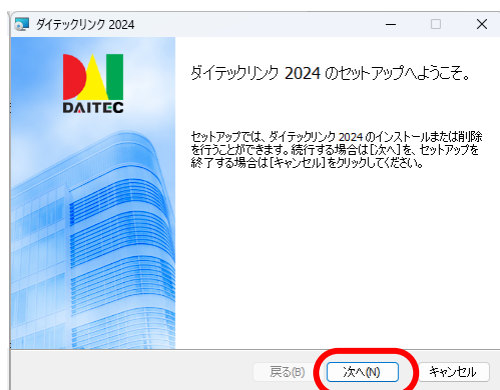 ダイテックリンク 2024
DAITEC
ダイテックリンク 2024 のセットアップへようこそ。
セットアップでは、ダイテックリンク 2024 のインストールまたは削除
を行うことができます。続行する場合は[次へ]を、セットアップを
終了する場合は[キャンセル]をクリックしてください。
戻る(B)
次へ(N)
キャンセル